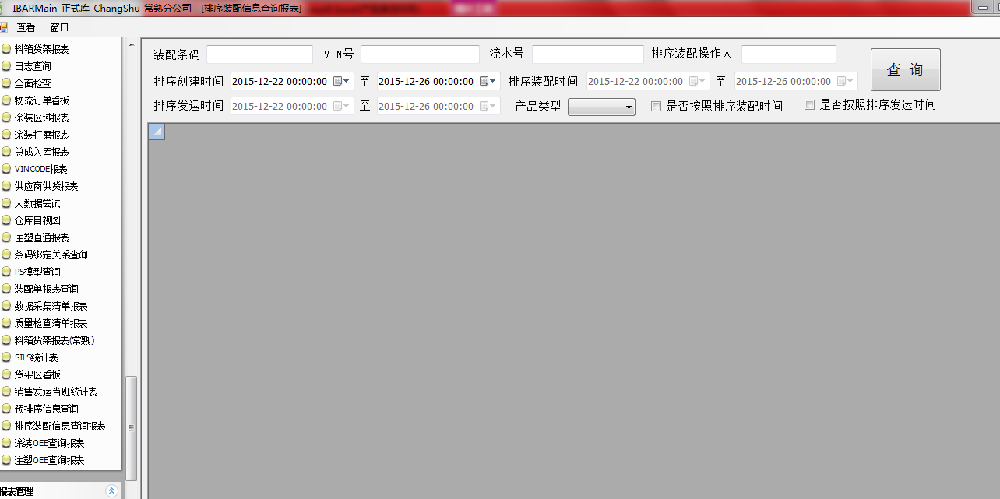 -IBARMain-正式库-ChangShu-常熟分公司 - [排序装配信息查询报表]
查看 窗口
料箱货架报表
日志查询
全面检查
物流订单看板
涂装区域报表
涂装打磨报表
总成入库报表
VINCODE报表
供应商供货报表
大数据尝试
仓库目视图
注塑直通报表
条码绑定关系查询
PS模型查询
装配单报表查询
数据采集清单报表
质量检查清单报表
料箱货架报表(常熟)
SILS统计表
货架区看板
销售发运当班统计表
预排序信息查询
排序装配信息查询报表
涂装OEE查询报表
注塑OEE查询报表
报表管理
装配条码 VIN号 流水号 排序装配操作人
排序创建时间 2015-12-22 00:00:00 至 2015-12-26 00:00:00 排序装配时间 2015-12-22 00:00:00 至 2015-12-26 00:00:00
排序发运时间 2015-12-22 00:00:00 至 2015-12-26 00:00:00 产品类型 是否按照排序装配时间 是否按照排序发运时间
查 询